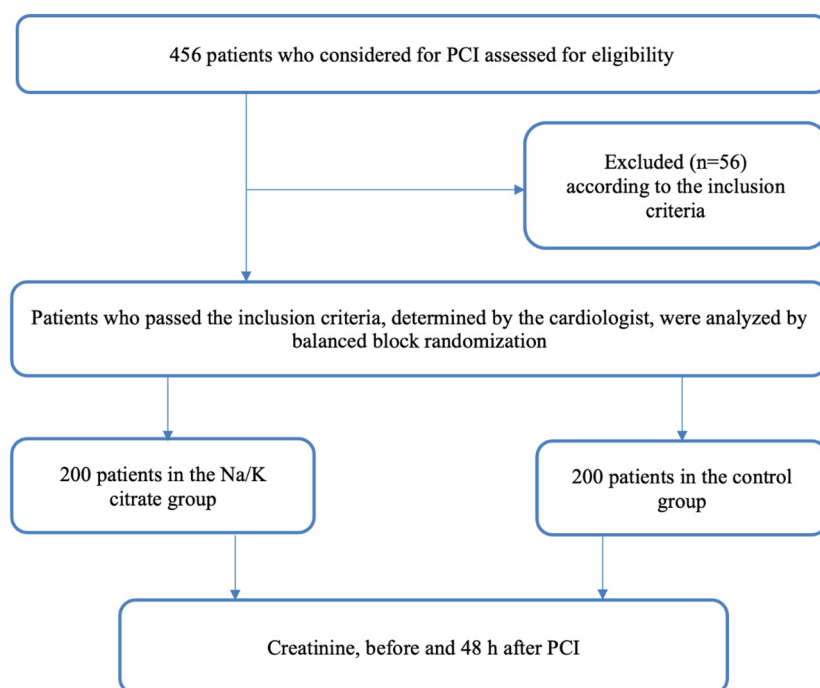 456 patients who considered for PCI assessed for eligibility
Excluded (n=56)
according to the inclusion
criteria
Patients who passed the inclusion criteria, determined by the cardiologist, were analyzed by
balanced block randomization
200 patients in the Na/K
citrate group
200 patients in the control
group
Creatinine, before and 48 h after PCI